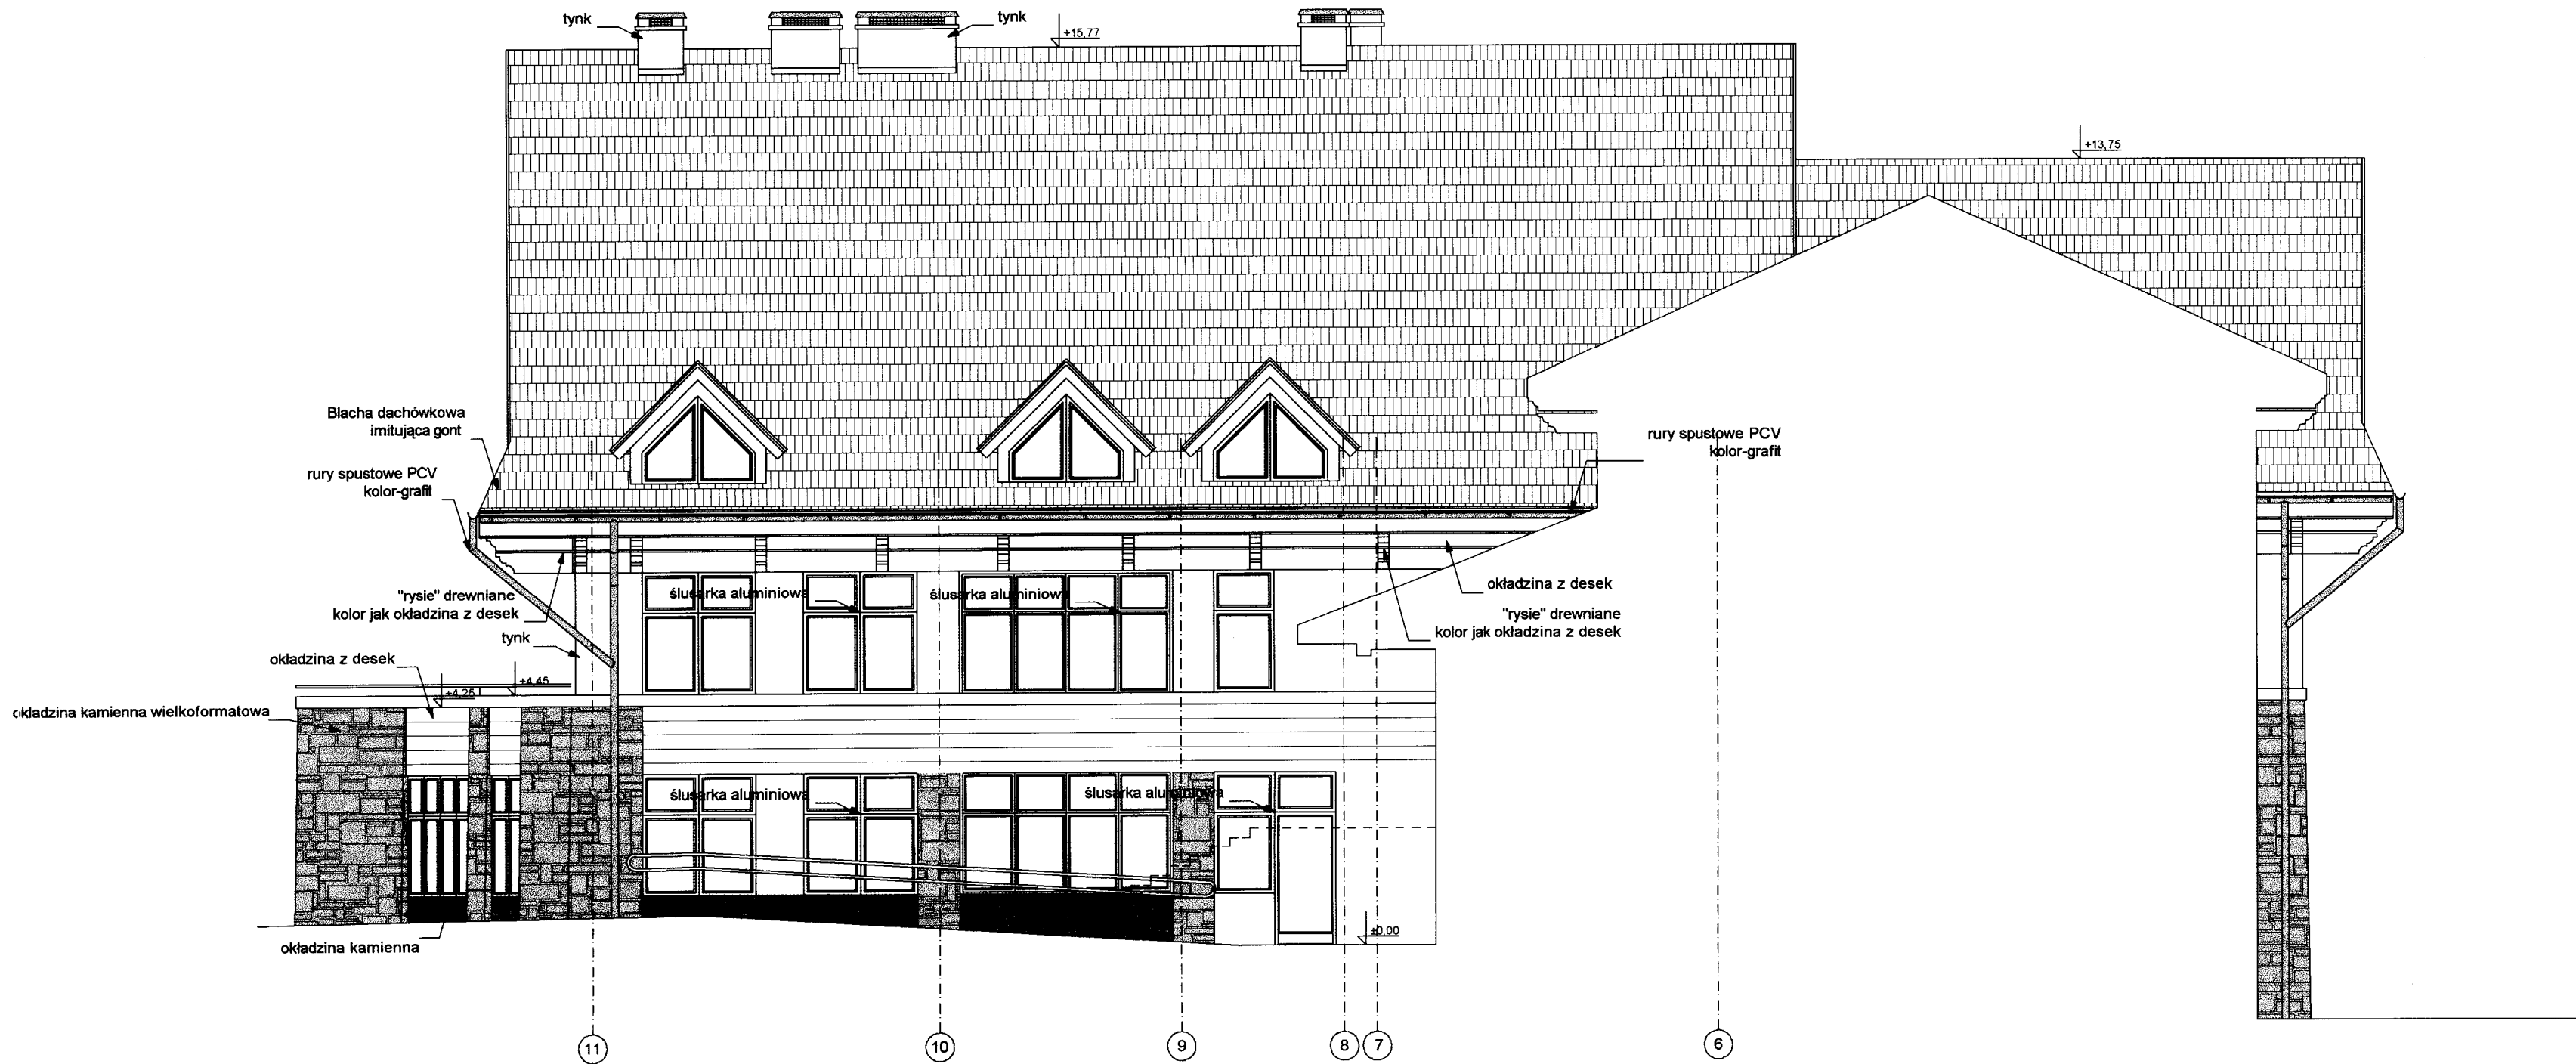 tynk
tynk
+15,77
+13,75
Blacha dachówkowa
imitująca gont
rury spustowe PCV
kolor-grafit
rury spustowe PCV
kolor-grafit
"rysie" drewniane
kolor jak okładzina z desek
ślusarka aluminiowa
ślusarka aluminiowa
okładzina z desek
"rysie" drewniane
kolor jak okładzina z desek
tynk
okładzina z desek
+4,25
+4,45
okładzina kamienna wielkoformatowa
ślusarka aluminiowa
ślusarka aluminiowa
±0.00
okładzina kamienna
11
10
9
8
7
6